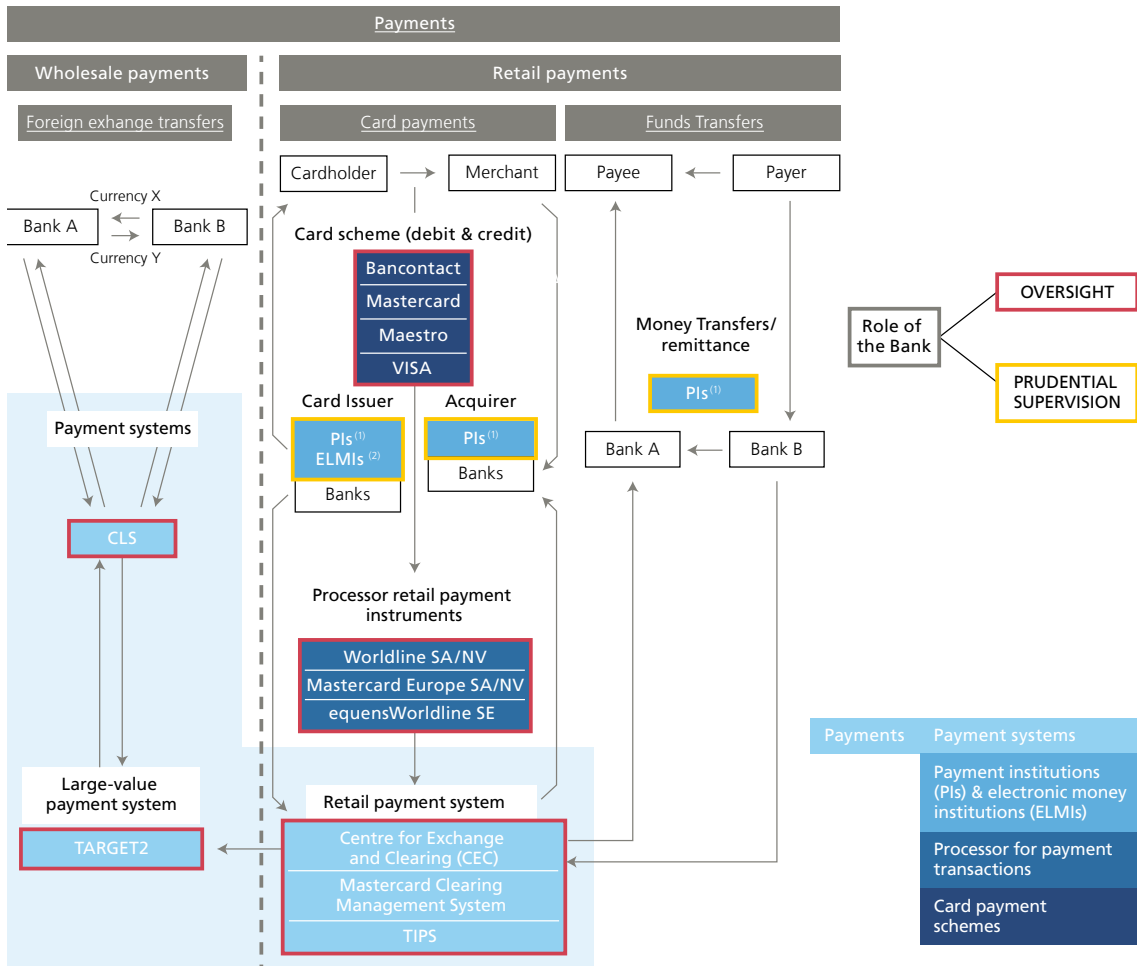 Payments
Wholesale payments
Retail payments
Foreign exhange transfers
Card payments
Funds Transfers
Cardholder
Merchant
Payee
Payer
Currency X
Bank A
Bank B
Currency Y
Card scheme (debit & credit)
Bancontact
Mastercard
Maestro
VISA
Money Transfers/
remittance
PIs (1)
Role of
the Bank
OVERSIGHT
PRUDENTIAL
SUPERVISION
Card Issuer
PIs (1)
ELMIs (2)
Banks
Acquirer
PIs (1)
Banks
Bank A
Bank B
Payment systems
CLS
Processor retail payment
instruments
Worldline SA/NV
Mastercard Europe SA/NV
equensWorldline SE
Large-value
payment system
TARGET2
Retail payment system
Centre for Exchange
and Clearing (CEC)
Mastercard Clearing
Management System
TIPS
Payments
Payment systems
Payment institutions
(PIs) & electronic money
institutions (ELMIs)
Processor for payment
transactions
Card payment
schemes